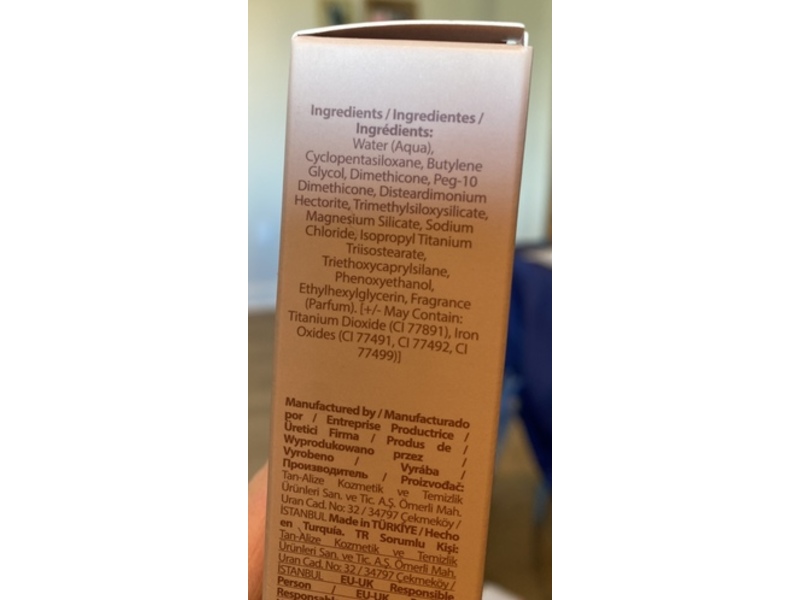 Ingredients / Ingredientes /
Ingrédients:
Water (Aqua),
Cyclopentasiloxane, Butylene
Glycol, Dimethicone, Peg-10
Dimethicone, Disteardimonium
Hectorite, Trimethylsiloxysilicate,
Magnesium Silicate, Sodium
Chloride, Isopropyl Titanium
Triisostearate,
Triethoxycaprylsilane,
Phenoxyethanol,
Ethylhexylglycerin, Fragrance
(Parfum). [+/- May Contain:
Titanium Dioxide (CI 77891), Iron
Oxides (CI 77491, CI 77492, CI
77499)]
Manufactured by / Manufacturado
por / Entreprise Productrice /
Üretici Firma / Produs de /
Wyprodukowano przez /
Vyrobeno / Vyrába /
Производитель / Proizvođač:
Tan-Alize Kozmetik ve Temizlik
Ürünleri San. ve Tic. A.Ş. Ömerli Mah.
Uran Cad. No: 32 / 34797 Çekmeköy /
İSTANBUL Made in TÜRKİYE / Hecho
en Turquía. TR Sorumlu Kişi:
Tan-Alize Kozmetik ve Temizlik
Ürünleri San. ve Tic. A.Ş. Ömerli Mah.
Uran Cad. No: 32 / 34797 Çekmeköy /
İSTANBUL EU-UK Responsible
Person / EU-UK
Responsable